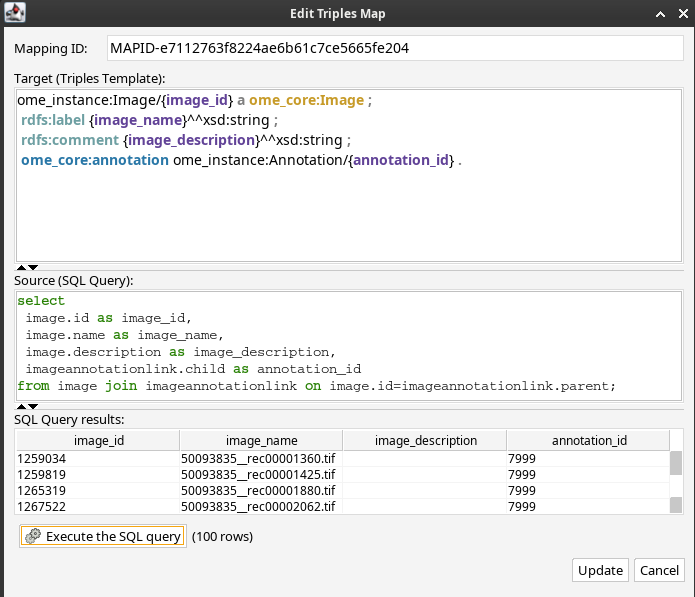 Edit Triples Map
Mapping ID: MAPID-e7112763f8224ae6b61c7ce5665fe204
Target (Triples Template):
ome_instance:Image/{image_id} a ome_core:Image ;
rdfs:label {image_name}^^xsd:string ;
rdfs:comment {image_description}^^xsd:string ;
ome_core:annotation ome_instance:Annotation/{annotation_id} .
Source (SQL Query):
select
image.id as image_id,
image.name as image_name,
image.description as image_description,
imageannotationlink.child as annotation_id
from image join imageannotationlink on image.id=imageannotationlink.parent;
SQL Query results:
image_id image_name image_description annotation_id
1259034 50093835__rec00001360.tif 7999
1259819 50093835__rec00001425.tif 7999
1265319 50093835__rec00001880.tif 7999
1267522 50093835__rec00002062.tif 7999
Execute the SQL query (100 rows)
Update Cancel